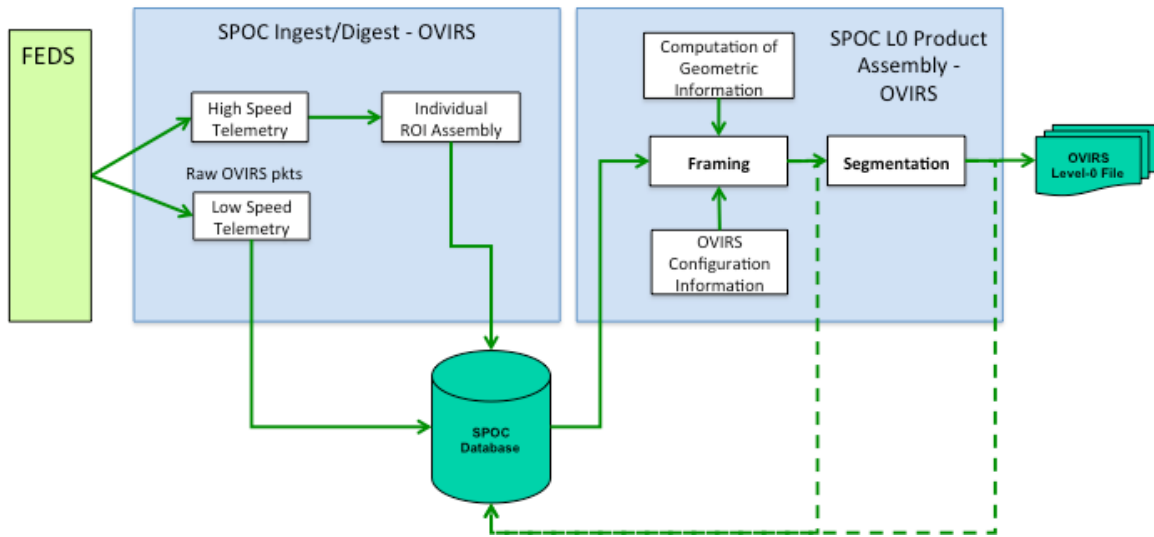 FEDS
SPOC Ingest/Digest - OVIRS
High Speed
Telemetry
Individual
ROI Assembly
Raw OVIRS pkts
Low Speed
Telemetry
SPOC L0 Product
Assembly -
OVIRS
Computation of
Geometric
Information
Framing
Segmentation
OVIRS
Configuration
Information
OVIRS
Level-0 File
SPOC
Database